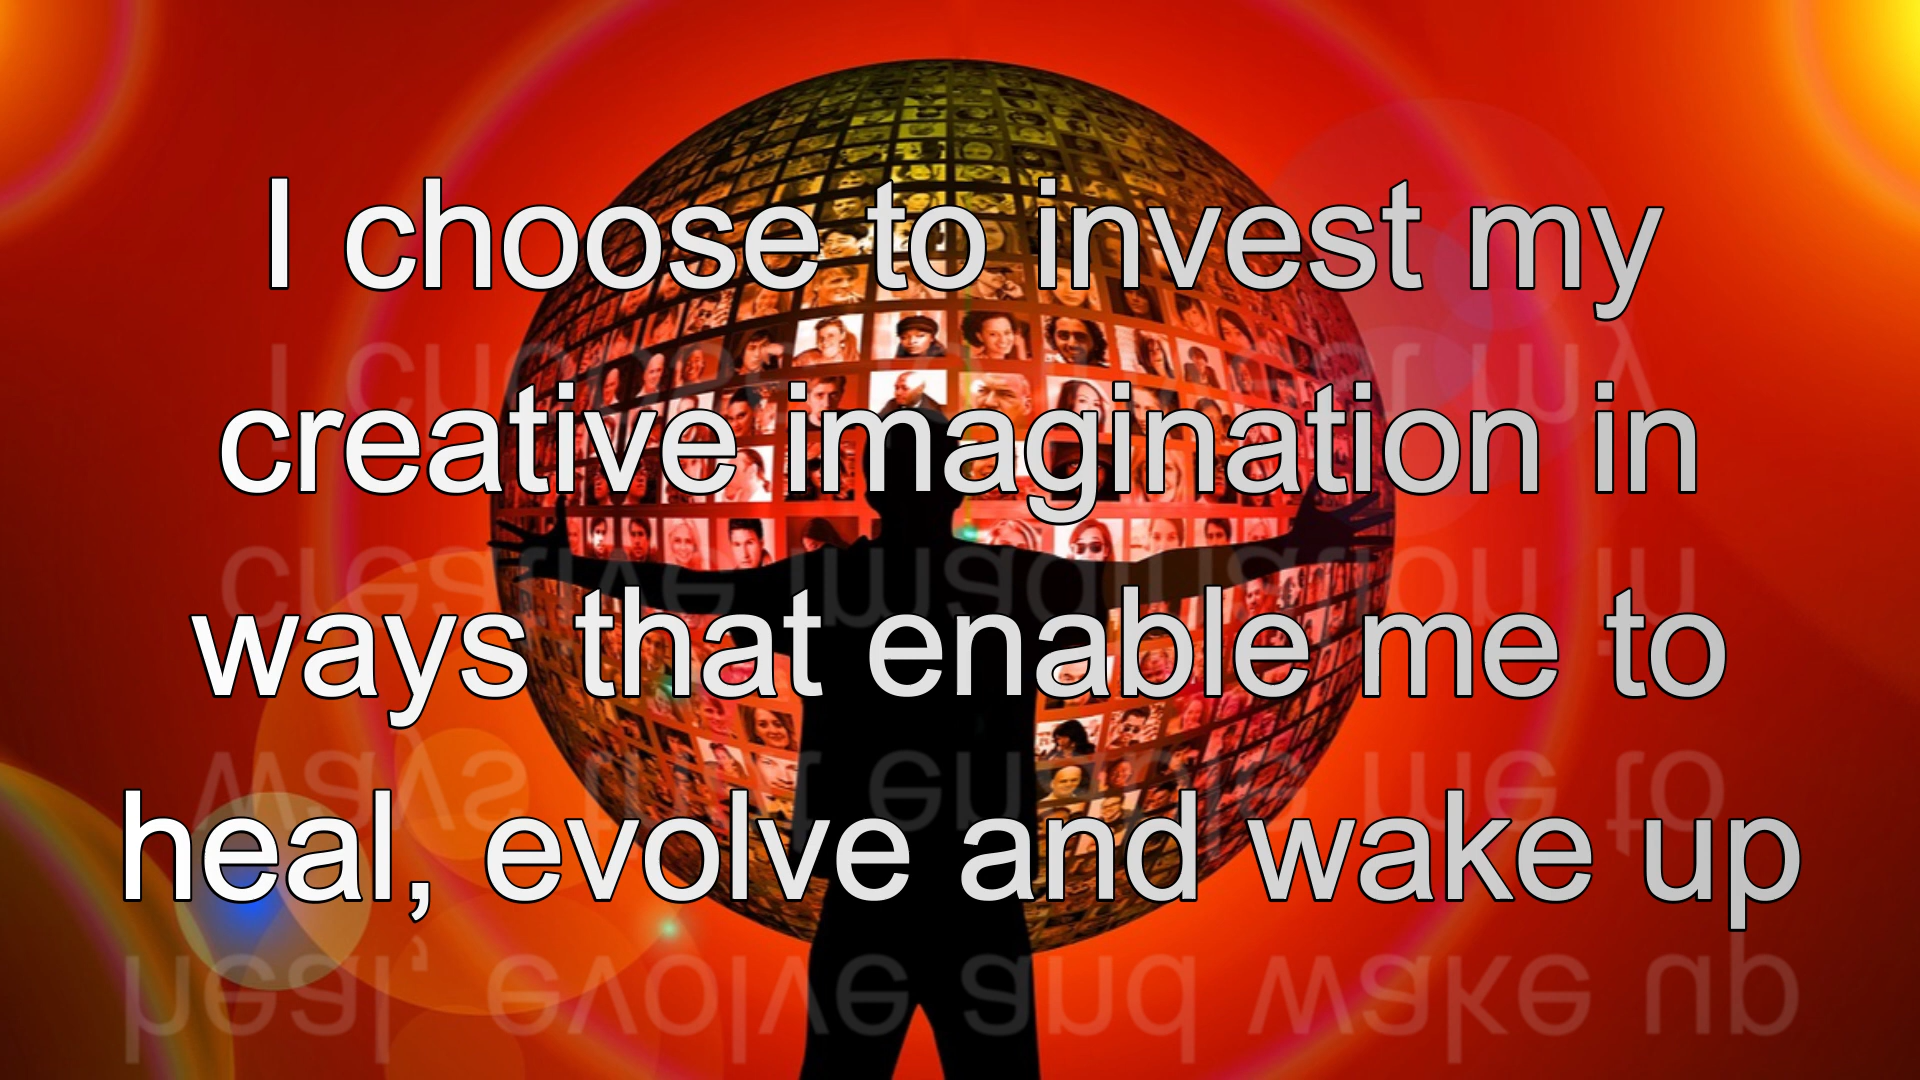 I choose to invest my
creative imagination in
ways that enable me to
heal, evolve and wake up